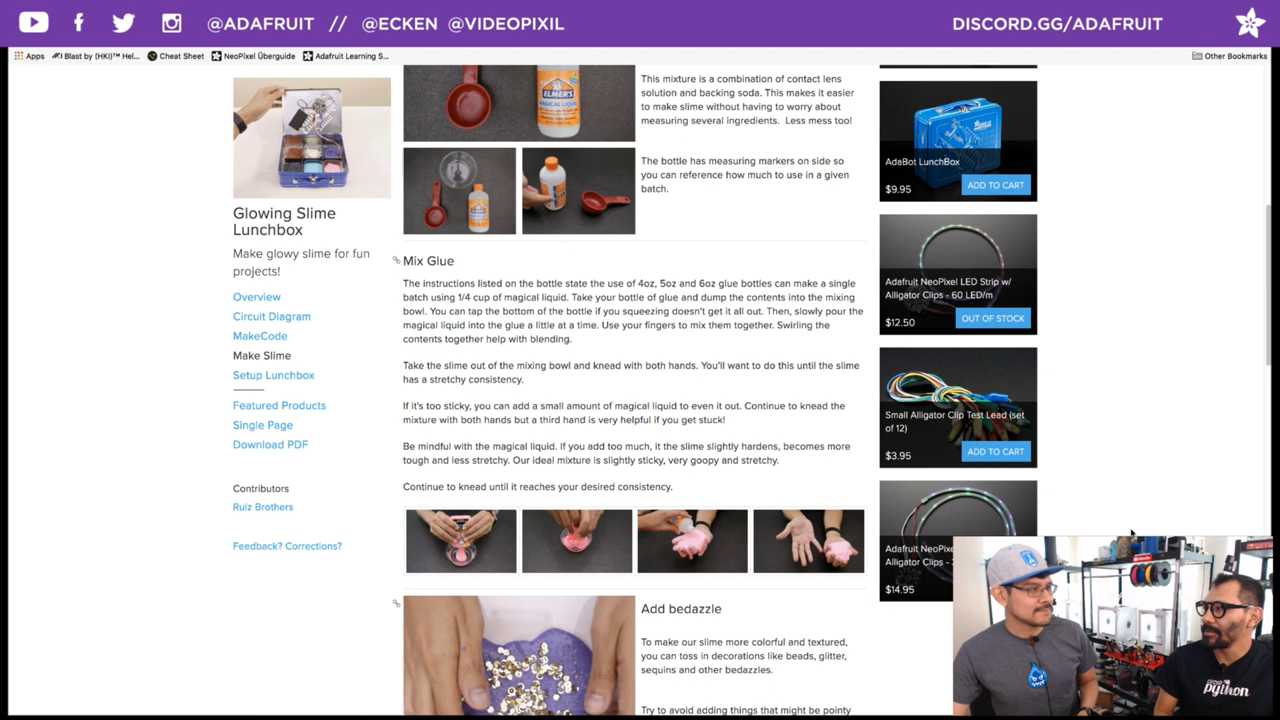 @ADAFRUIT // @ECKEN @VIDEOPIXIL
DISCORD.GG/ADAFRUIT
Apps
Blast by (HKI)™ Hel...
Cheat Sheet
NeoPixel Überguide
Adafruit Learning S...
Other Bookmarks
Glowing Slime
Lunchbox
Make glowy slime for fun
projects!
Overview
Circuit Diagram
MakeCode
Make Slime
Setup Lunchbox
Featured Products
Single Page
Download PDF
Contributors
Ruiz Brothers
Feedback? Corrections?
ELMER'S
MAGICAL LIQUID
This mixture is a combination of contact lens
solution and backing soda. This makes it easier
to make slime without having to worry about
measuring several ingredients.  Less mess too!
The bottle has measuring markers on side so
you can reference how much to use in a given
batch.
Mix Glue
The instructions listed on the bottle state the use of 4oz, 5oz and 6oz glue bottles can make a single
batch using 1/4 cup of magical liquid. Take your bottle of glue and dump the contents into the mixing
bowl. You can tap the bottom of the bottle if you squeezing doesn't get it all out. Then, slowly pour the
magical liquid into the glue a little at a time. Use your fingers to mix them together. Swirling the
contents together help with blending.
Take the slime out of the mixing bowl and knead with both hands. You'll want to do this until the slime
has a stretchy consistency.
If it's too sticky, you can add a small amount of magical liquid to even it out. Continue to knead the
mixture with both hands but a third hand is very helpful if you get stuck!
Be mindful with the magical liquid. If you add too much, it the slime slightly hardens, becomes more
tough and less stretchy. Our ideal mixture is slightly sticky, very goopy and stretchy.
Continue to knead until it reaches your desired consistency.
Add bedazzle
To make our slime more colorful and textured,
you can toss in decorations like beads, glitter,
sequins and other bedazzles.
Try to avoid adding things that might be pointy
AdaBot LunchBox
$9.95
ADD TO CART
Adafruit NeoPixel LED Strip w/
Alligator Clips - 60 LED/m
$12.50
OUT OF STOCK
Small Alligator Clip Test Lead (set
of 12)
$3.95
ADD TO CART
Adafruit NeoPixe
Alligator Clips -
$14.95
python